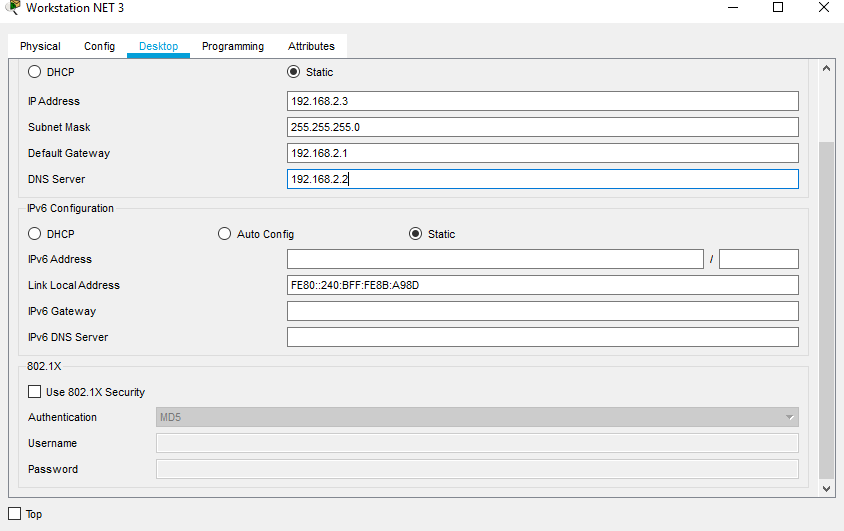 Workstation NET 3
Physical Config Desktop Programming Attributes
DHCP Static
IP Address 192.168.2.3
Subnet Mask 255.255.255.0
Default Gateway 192.168.2.1
DNS Server 192.168.2.2
IPv6 Configuration
DHCP Auto Config Static
IPv6 Address /
Link Local Address FE80::240:BFF:FE8B:A98D
IPv6 Gateway
IPv6 DNS Server
802.1X
Use 802.1X Security
Authentication MD5
Username
Password
Top